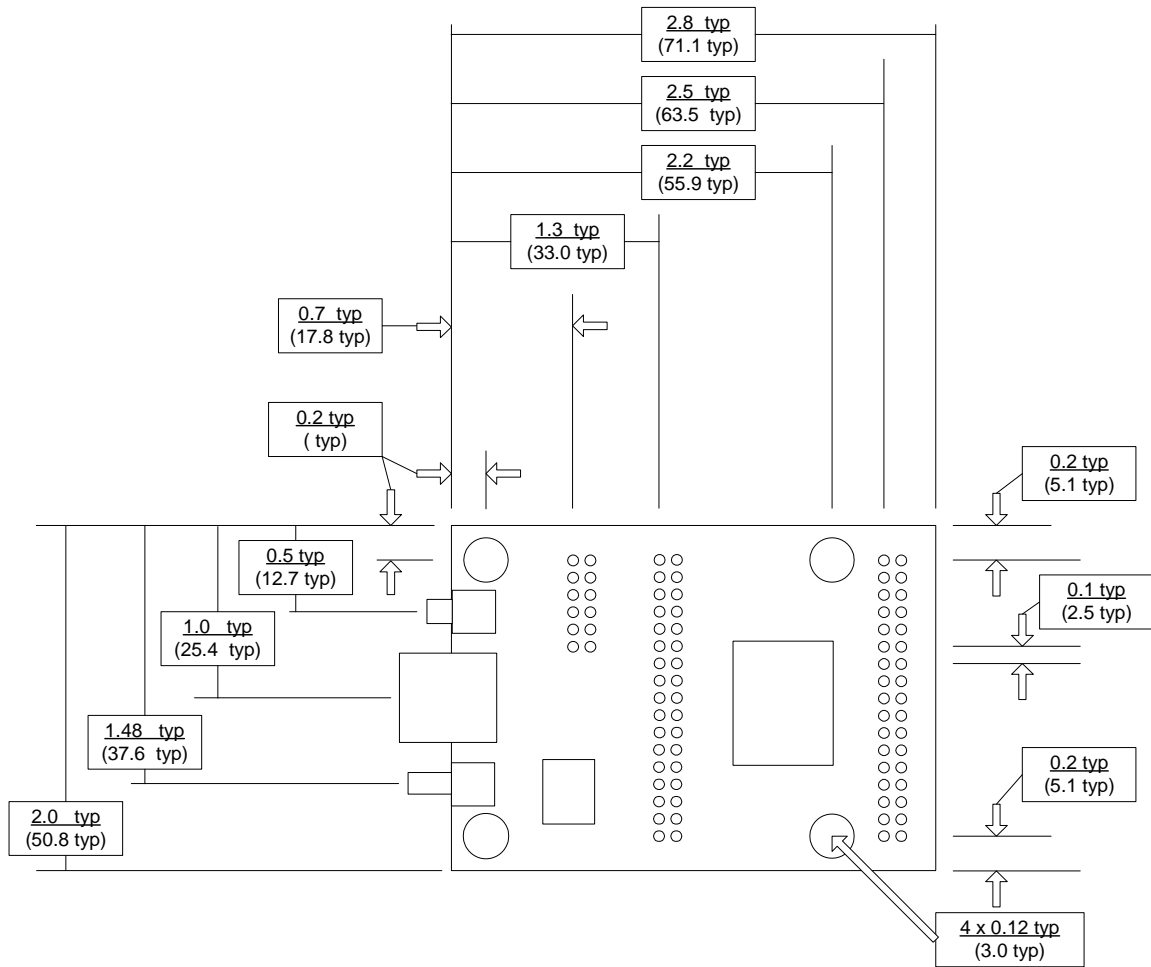 2.8 typ
(71.1 typ)
2.5 typ
(63.5 typ)
2.2 typ
(55.9 typ)
1.3 typ
(33.0 typ)
0.7 typ
(17.8 typ)
0.2 typ
( typ)
0.2 typ
(5.1 typ)
0.5 typ
(12.7 typ)
0.1 typ
(2.5 typ)
1.0 typ
(25.4 typ)
1.48 typ
(37.6 typ)
0.2 typ
(5.1 typ)
2.0 typ
(50.8 typ)
4 x 0.12 typ
(3.0 typ)